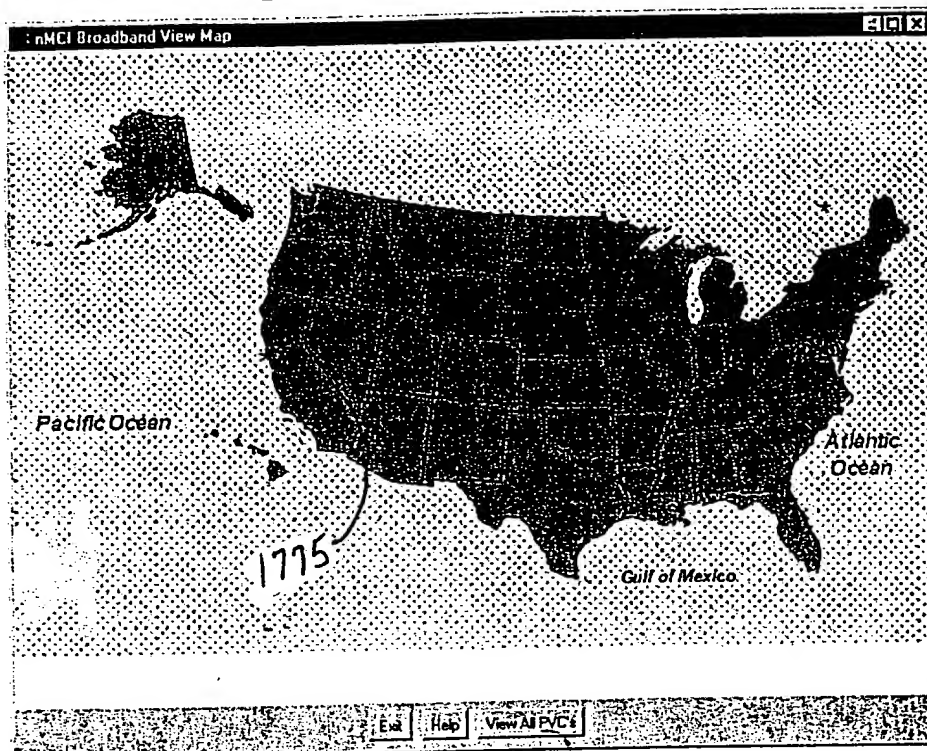 : nMCI Broadband View Map
Pacific Ocean
Atlantic
Ocean
1775
Gulf of Mexico
Exit Help View All PVC's